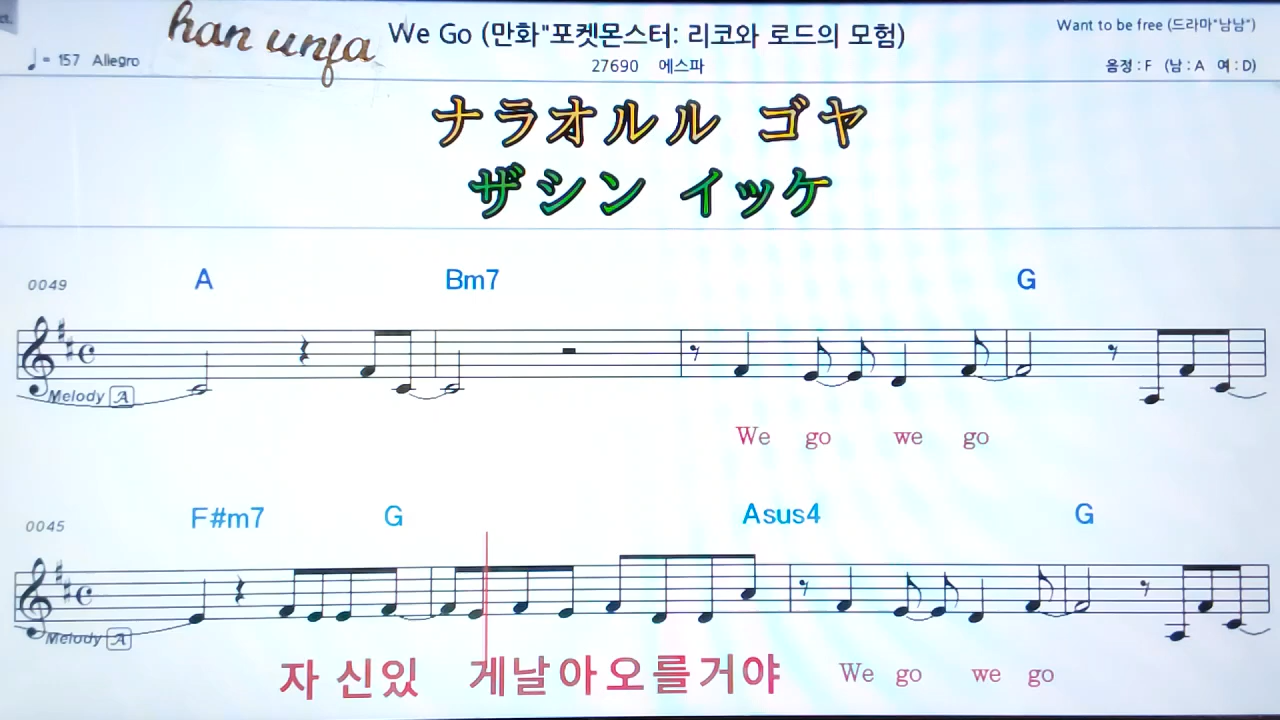 han unfa
We Go (만화"포켓몬스터: 리코와 로드의 모험)
Want to be free (드라마"남남")
♩= 157 Allegro
27690 에스파
음정 : F (남 : A 여 : D)
ナラオルル ゴヤ
ザシン イッケ
0049
A Bm7 G
Melody A
We go we go
0045
F#m7 G Asus4 G
Melody A
자 신있 게날아오를거야 We go we go